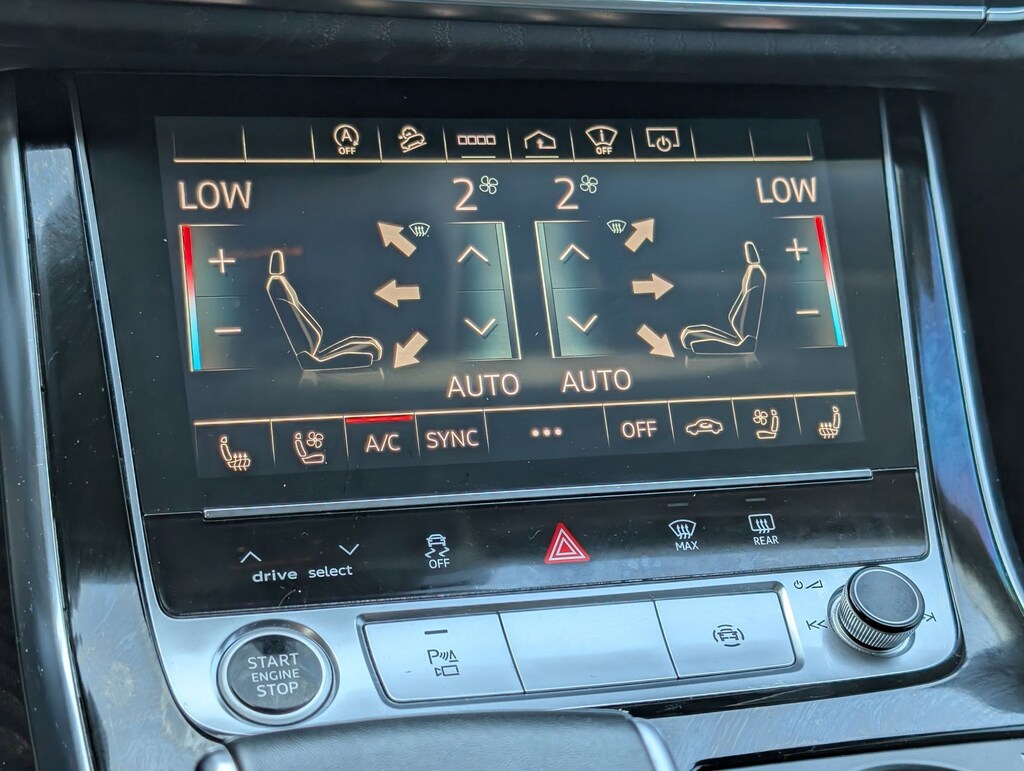 A
OFF
OFF
LOW
2
2
LOW
AUTO
AUTO
A/C
SYNC
OFF
drive select
OFF
MAX
REAR
START
ENGINE
STOP
P